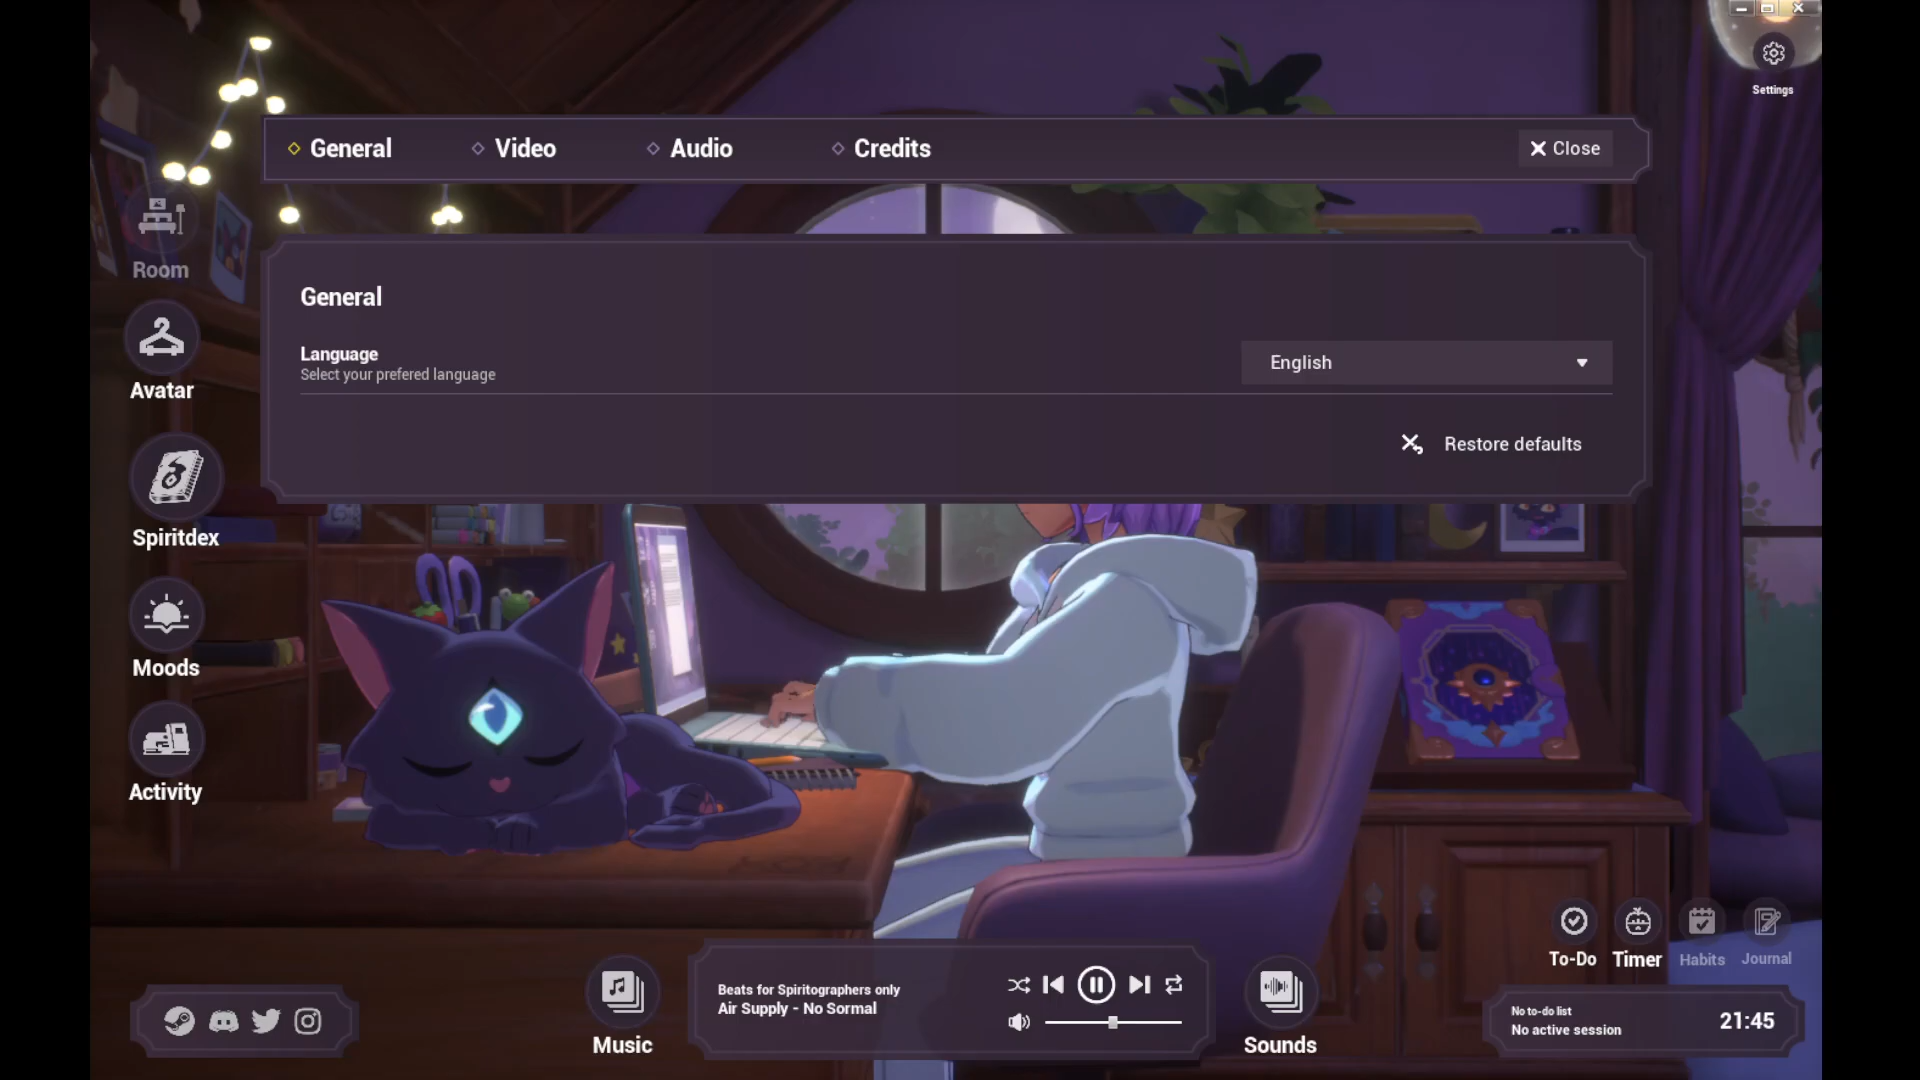 Settings
General
Video
Audio
Credits
Close
Room
General
Language
Select your prefered language
English
Avatar
Restore defaults
Spiritdex
Moods
Activity
To-Do
Timer
Habits
Journal
Beats for Spiritographers only
Air Supply - No Sormal
Music
Sounds
No to-do list
No active session
21:45